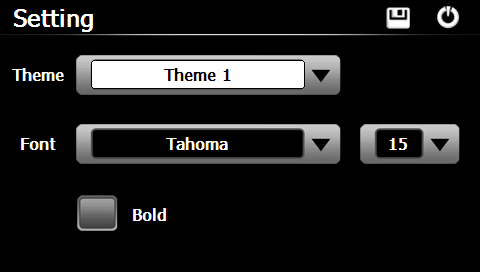 Setting
Theme Theme 1
Font Tahoma 15
Bold